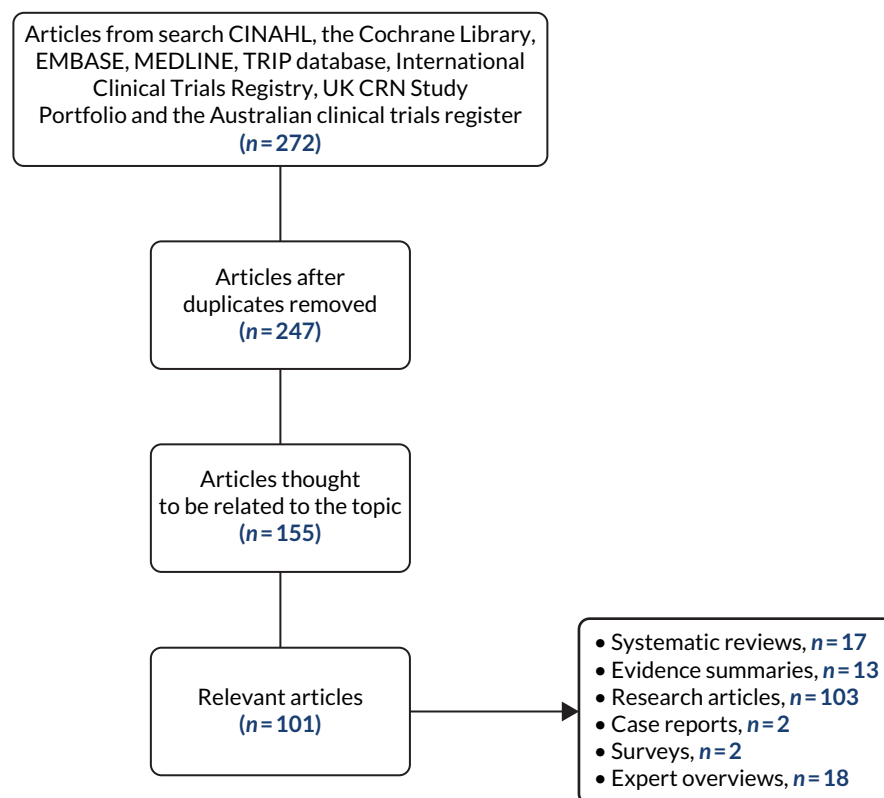 Articles from search CINAHL, the Cochrane Library,
EMBASE, MEDLINE, TRIP database, International
Clinical Trials Registry, UK CRN Study
Portfolio and the Australian clinical trials register
(n = 272)
Articles after
duplicates removed
(n = 247)
Articles thought
to be related to the topic
(n = 155)
Relevant articles
(n = 101)
• Systematic reviews, n = 17
• Evidence summaries, n = 13
• Research articles, n = 103
• Case reports, n = 2
• Surveys, n = 2
• Expert overviews, n = 18